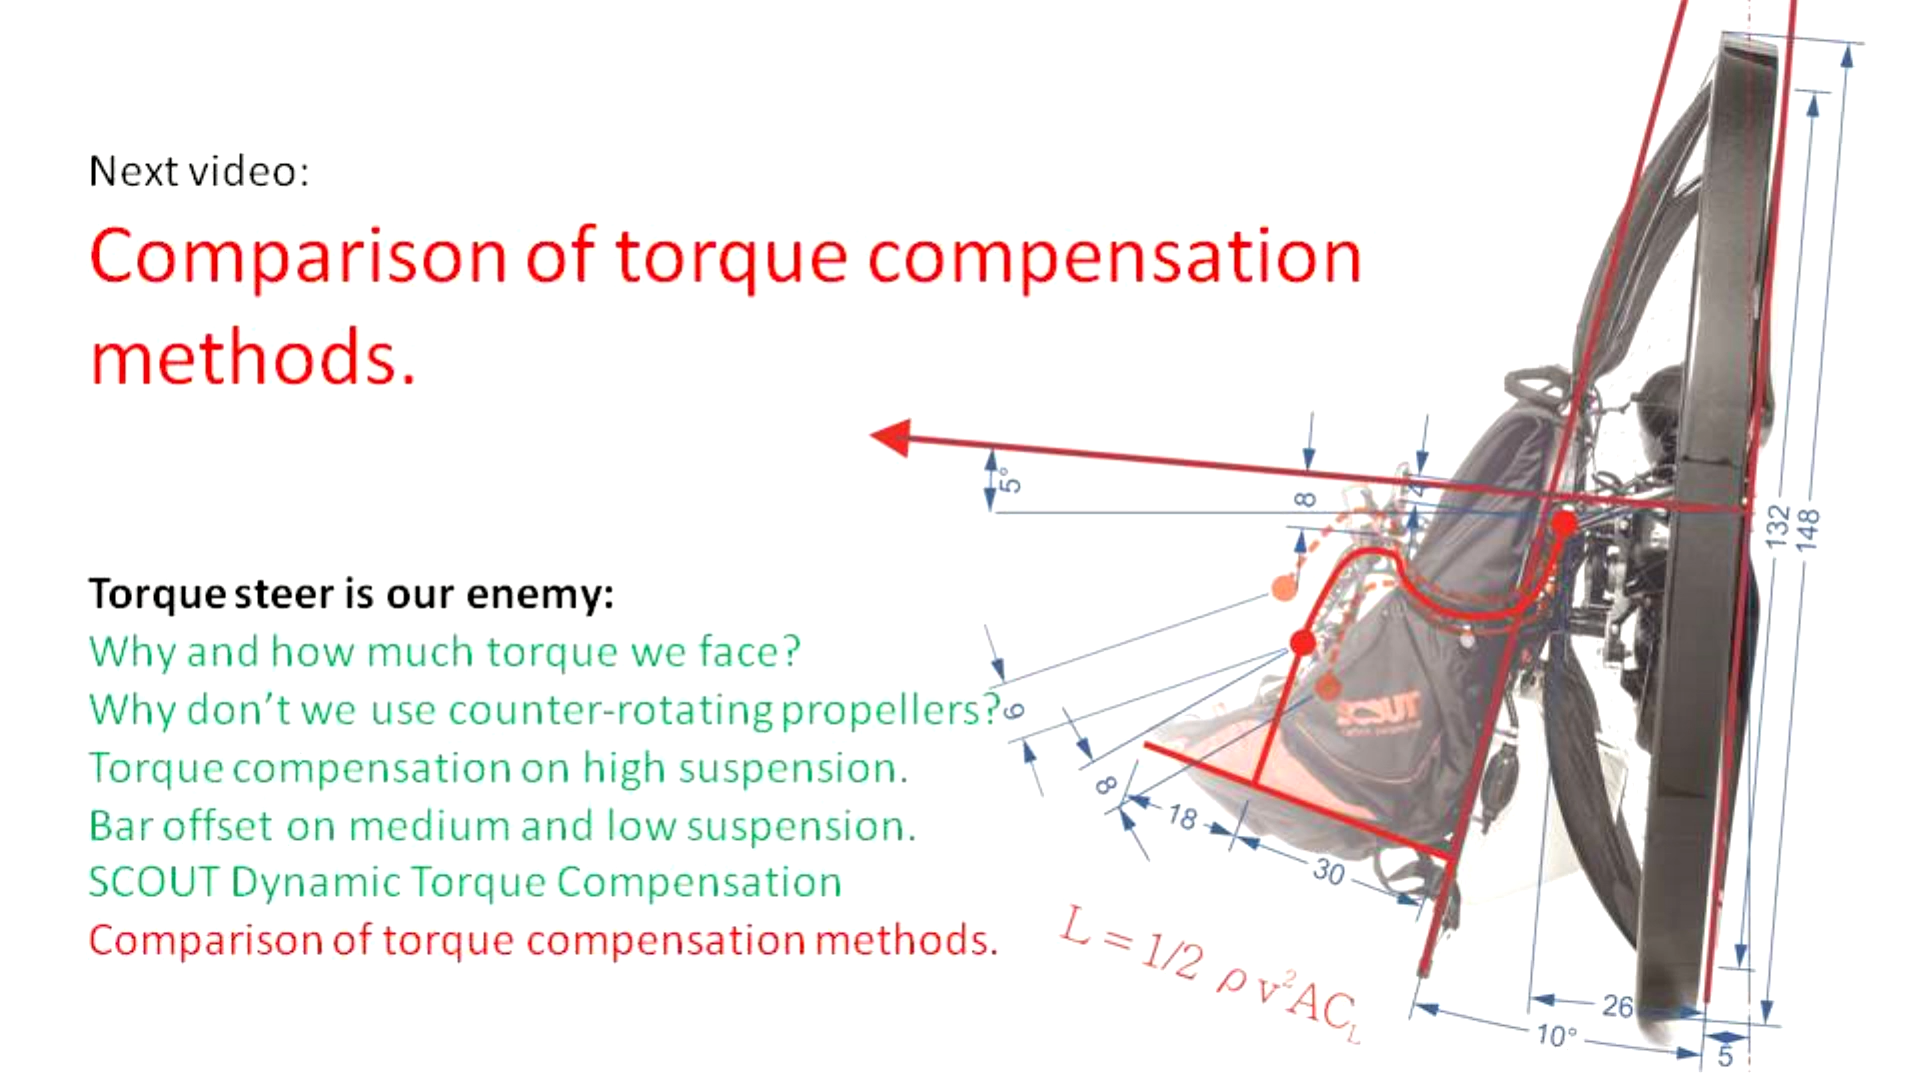 Next video:
Comparison of torque compensation
methods.
Torque steer is our enemy:
Why and how much torque we face?
Why don't we use counter-rotating propellers?
Torque compensation on high suspension.
Bar offset on medium and low suspension.
SCOUT Dynamic Torque Compensation
Comparison of torque compensation methods.
5°
8
4
132
148
SCOUT
6
8
18
30
L = 1/2 ρ v²AC_L
26
10°
5